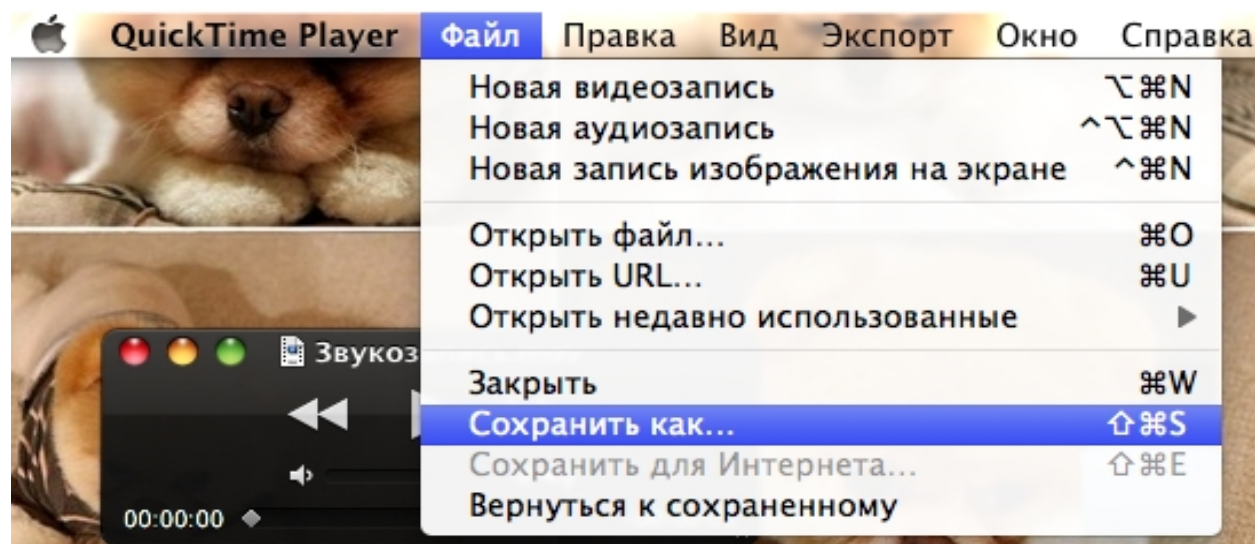 QuickTime Player Файл Правка Вид Экспорт Окно Справка
Новая видеозапись ⌥⌘N
Новая аудиозапись ^⌥⌘N
Новая запись изображения на экране ^⌘N
Открыть файл... ⌘O
Открыть URL... ⌘U
Открыть недавно использованные ▶
Закрыть ⌘W
Сохранить как... ⇧⌘S
Сохранить для Интернета... ⇧⌘E
Вернуться к сохраненному
00:00:00